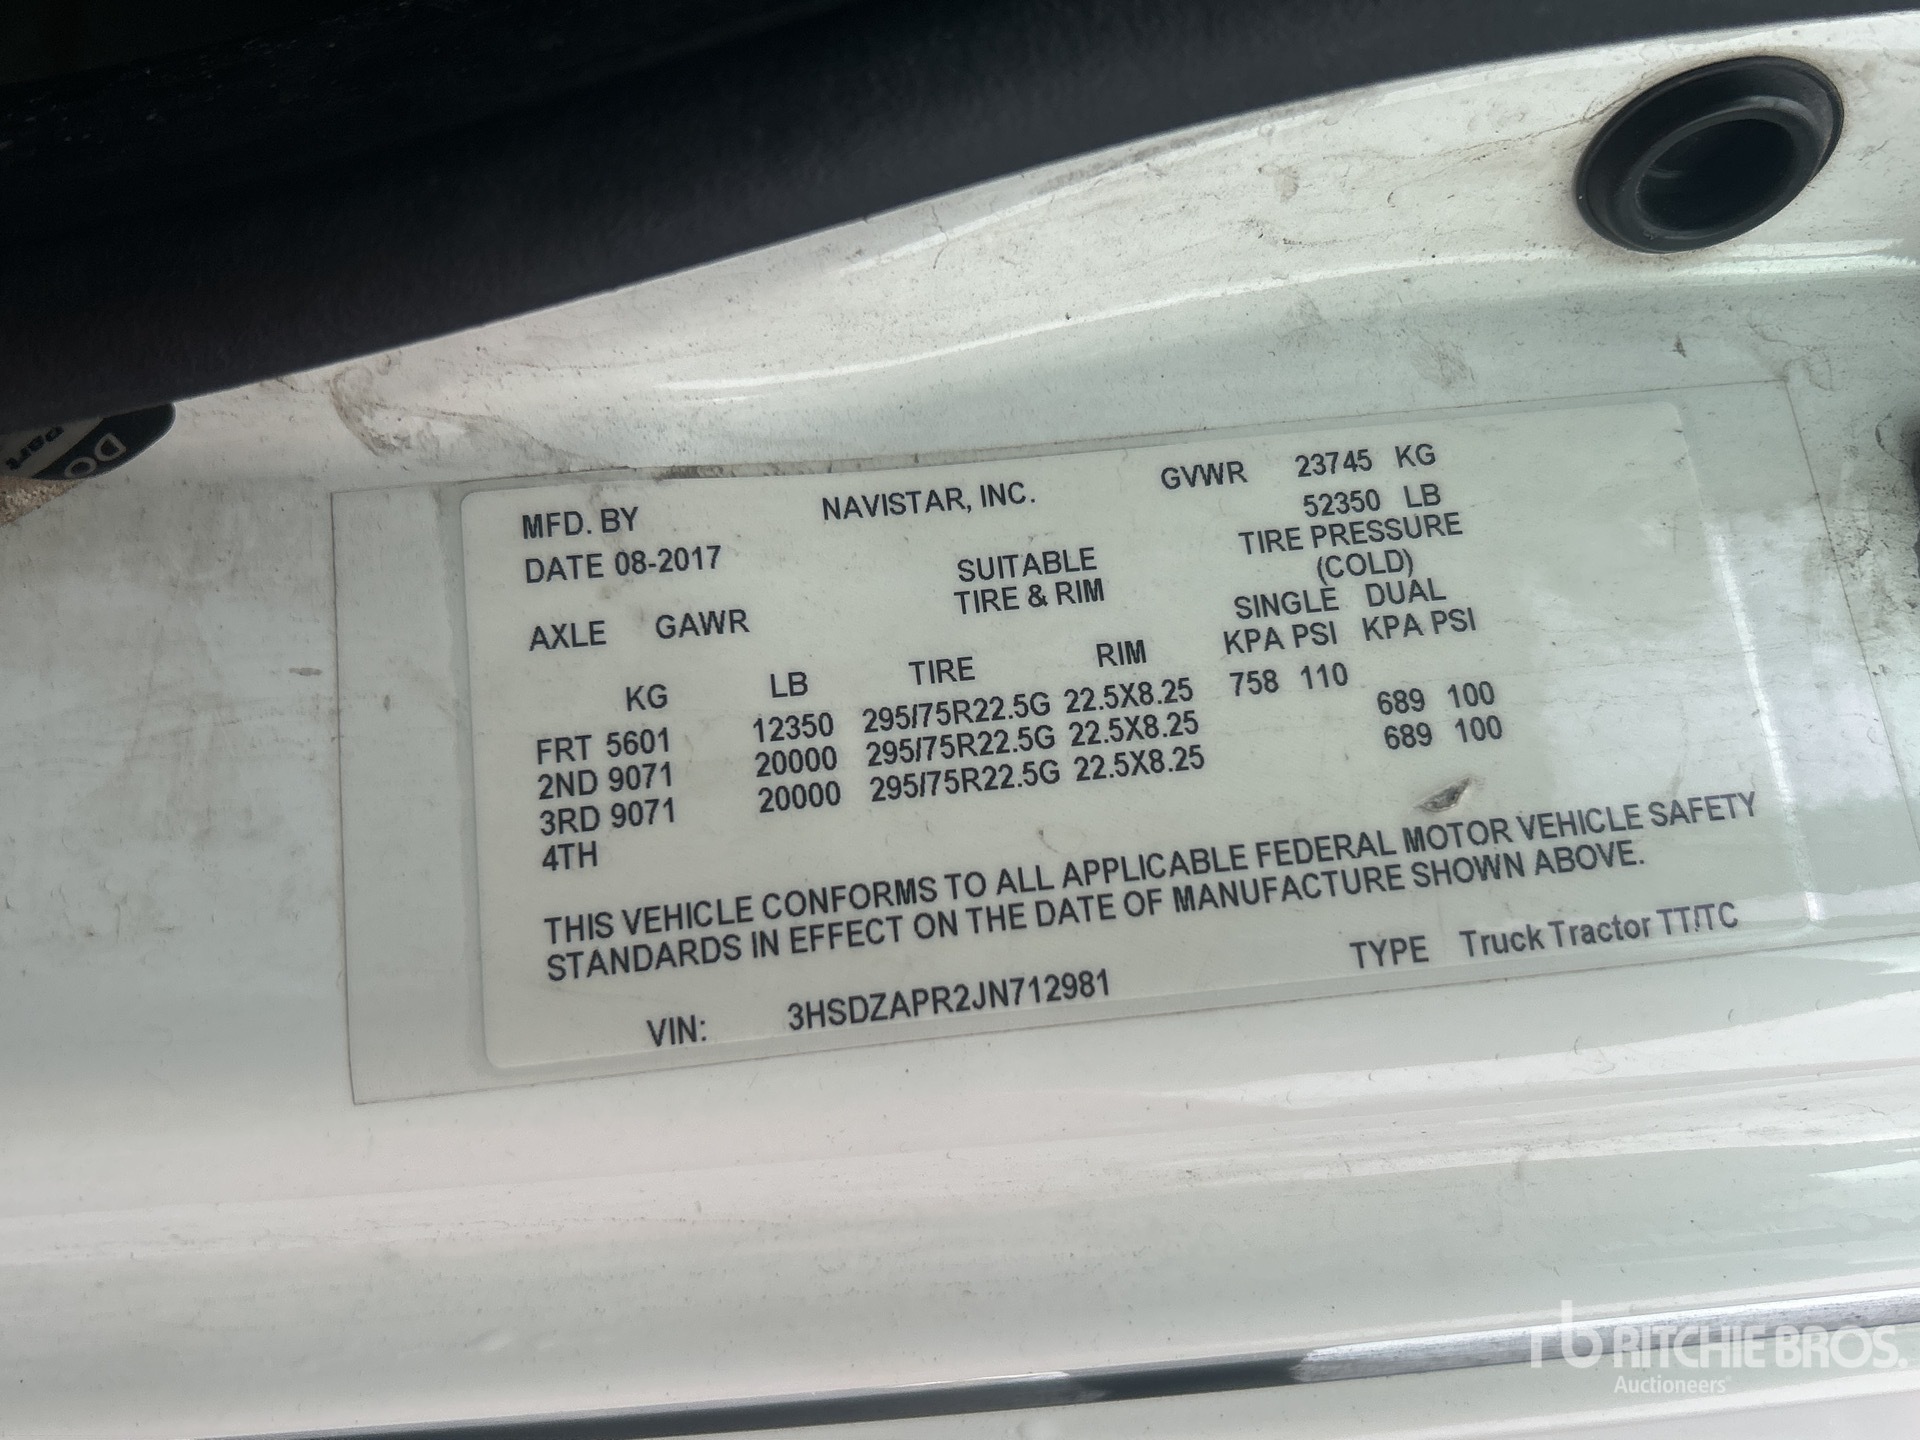 DO
Part
MFD. BY NAVISTAR, INC. GVWR 23745 KG
52350 LB
DATE 08-2017 SUITABLE TIRE PRESSURE
TIRE & RIM (COLD)
AXLE GAWR SINGLE DUAL
KPA PSI KPA PSI
KG LB TIRE RIM
FRT 5601 12350 295/75R22.5G 22.5X8.25 758 110
2ND 9071 20000 295/75R22.5G 22.5X8.25 689 100
3RD 9071 20000 295/75R22.5G 22.5X8.25 689 100
4TH
THIS VEHICLE CONFORMS TO ALL APPLICABLE FEDERAL MOTOR VEHICLE SAFETY
STANDARDS IN EFFECT ON THE DATE OF MANUFACTURE SHOWN ABOVE.
VIN: 3HSDZAPR2JN712981 TYPE Truck Tractor TT/TC
rb RITCHIE BROS.
Auctioneers